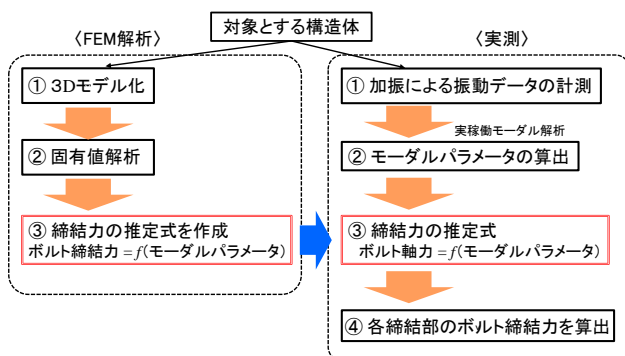 対象とする構造体
〈FEM解析〉
① 3Dモデル化
② 固有値解析
③ 締結力の推定式を作成
ボルト締結力 =f(モーダルパラメータ)
〈実測〉
① 加振による振動データの計測
実稼働モーダル解析
② モーダルパラメータの算出
③ 締結力の推定式
ボルト軸力 =f(モーダルパラメータ)
④ 各締結部のボルト締結力を算出